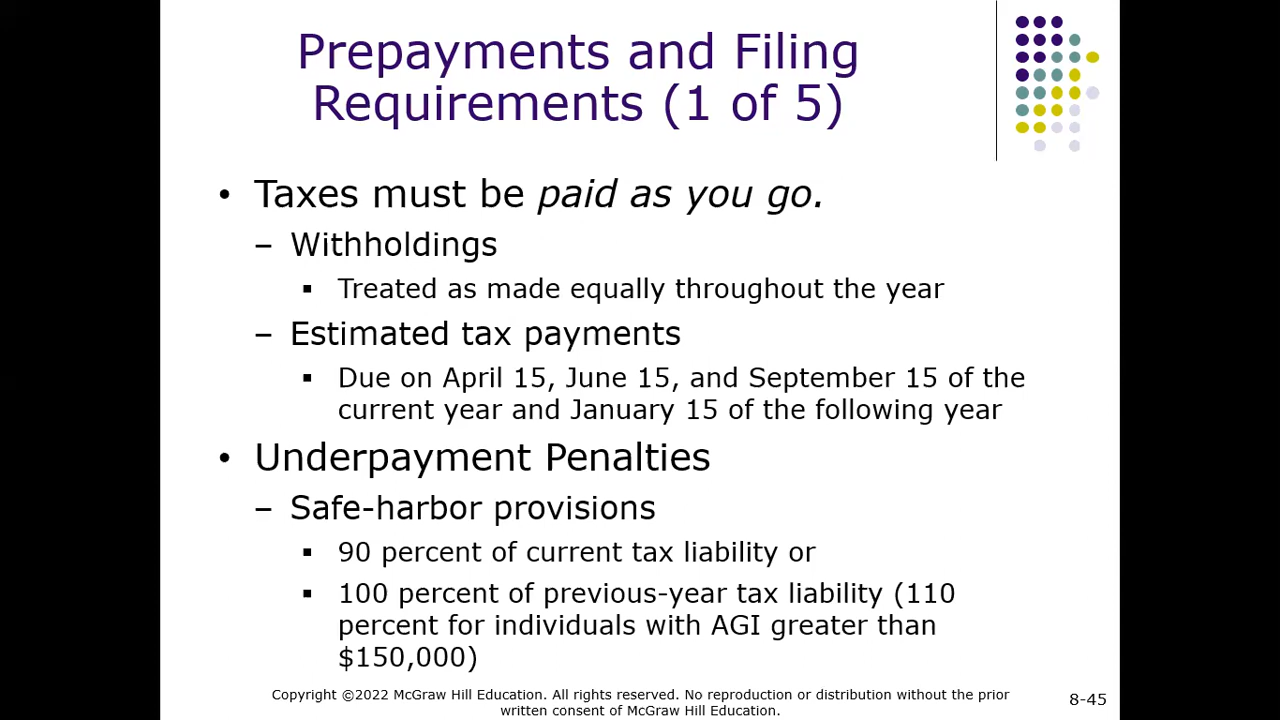 Prepayments and Filing
Requirements (1 of 5)
• Taxes must be paid as you go.
– Withholdings
▪ Treated as made equally throughout the year
– Estimated tax payments
▪ Due on April 15, June 15, and September 15 of the
current year and January 15 of the following year
• Underpayment Penalties
– Safe-harbor provisions
▪ 90 percent of current tax liability or
▪ 100 percent of previous-year tax liability (110
percent for individuals with AGI greater than
$150,000)
Copyright ©2022 McGraw Hill Education. All rights reserved. No reproduction or distribution without the prior
written consent of McGraw Hill Education.
8-45